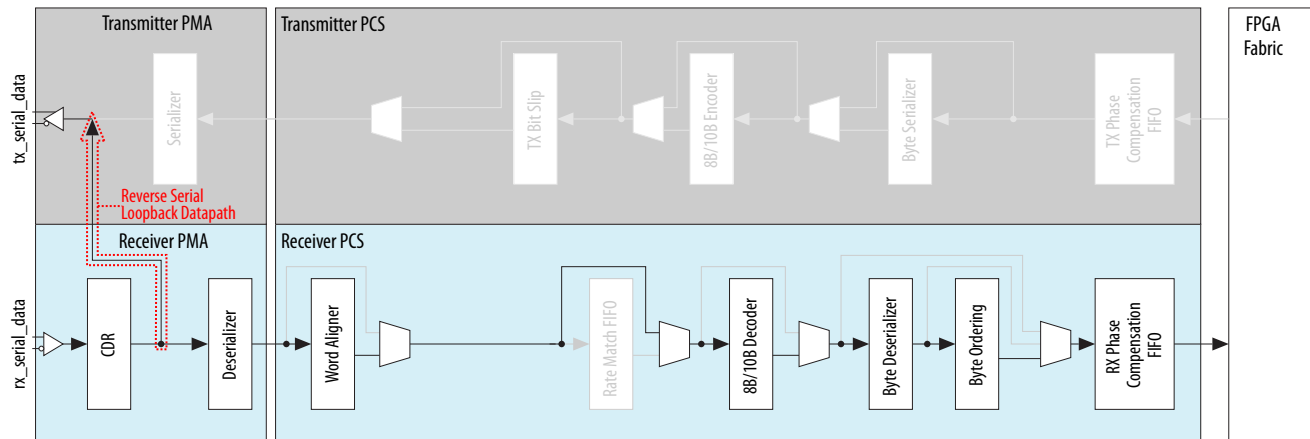 Transmitter PMA
Transmitter PCS
FPGA
Fabric
tx_serial_data
Serializer
TX Bit Slip
8B/10B Encoder
Byte Serializer
TX Phase
Compensation
FIFO
Reverse Serial
Loopback Datapath
Receiver PMA
Receiver PCS
rx_serial_data
CDR
Deserializer
Word Aligner
Rate Match FIFO
8B/10B Decoder
Byte Deserializer
Byte Ordering
RX Phase
Compensation
FIFO